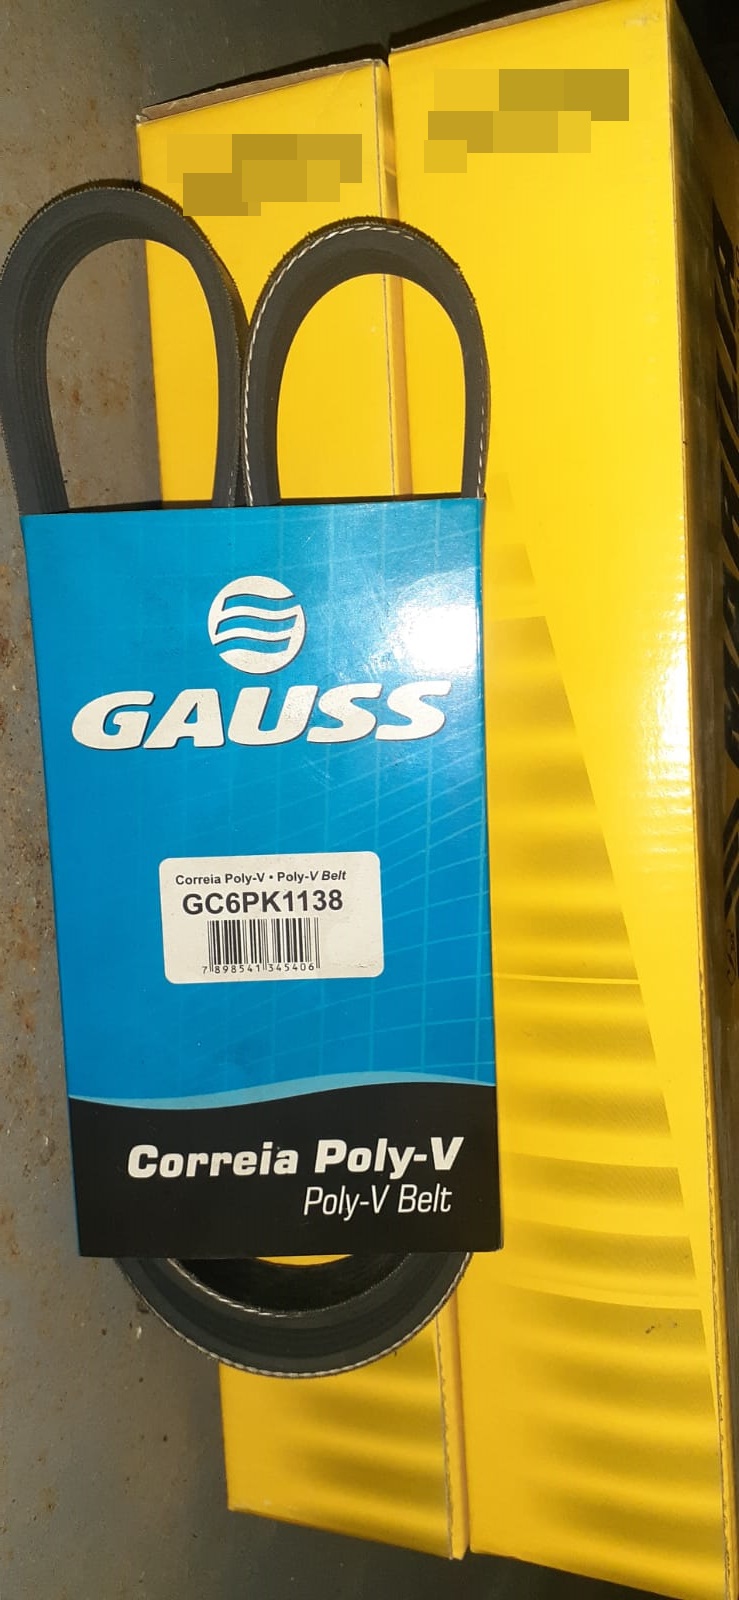 GAUSS
Correia Poly-V • Poly-V Belt
GC6PK1138
7 898541 345406
Correia Poly-V
Poly-V Belt